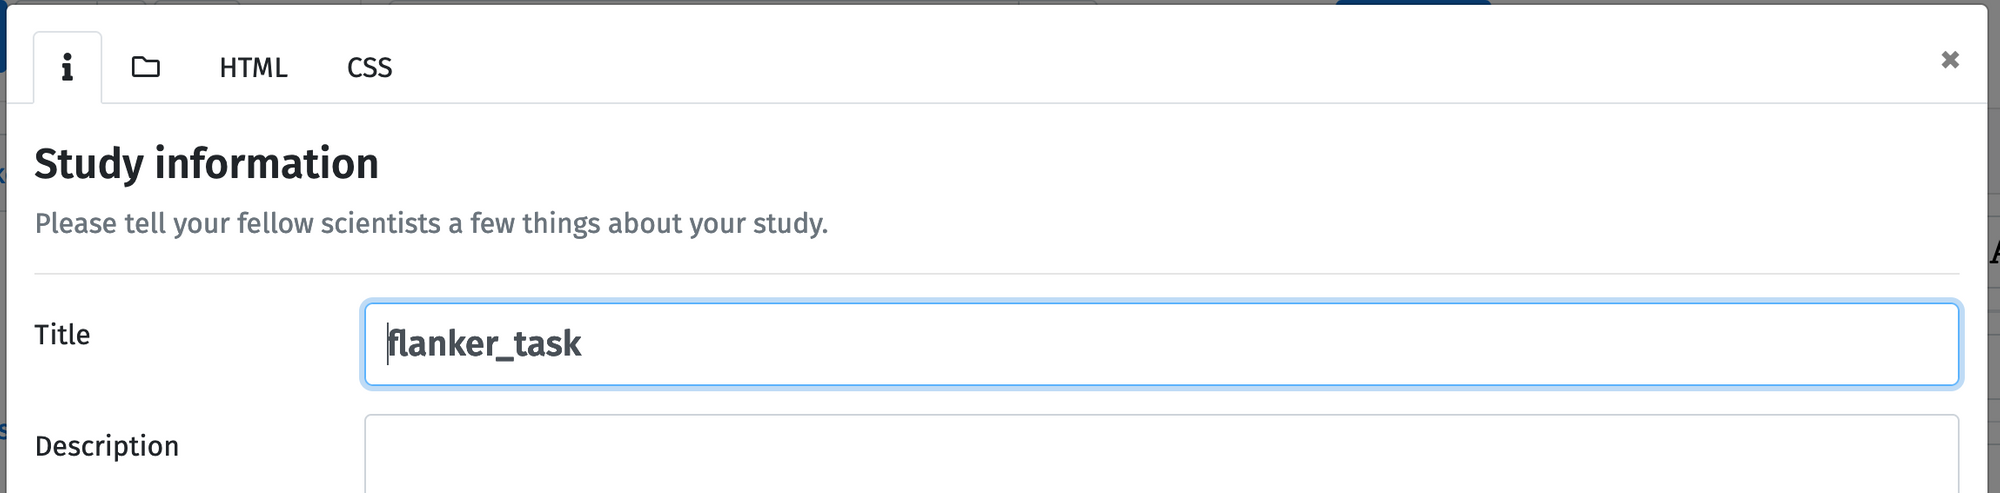 HTML CSS
Study information
Please tell your fellow scientists a few things about your study.
Title
flanker_task
Description